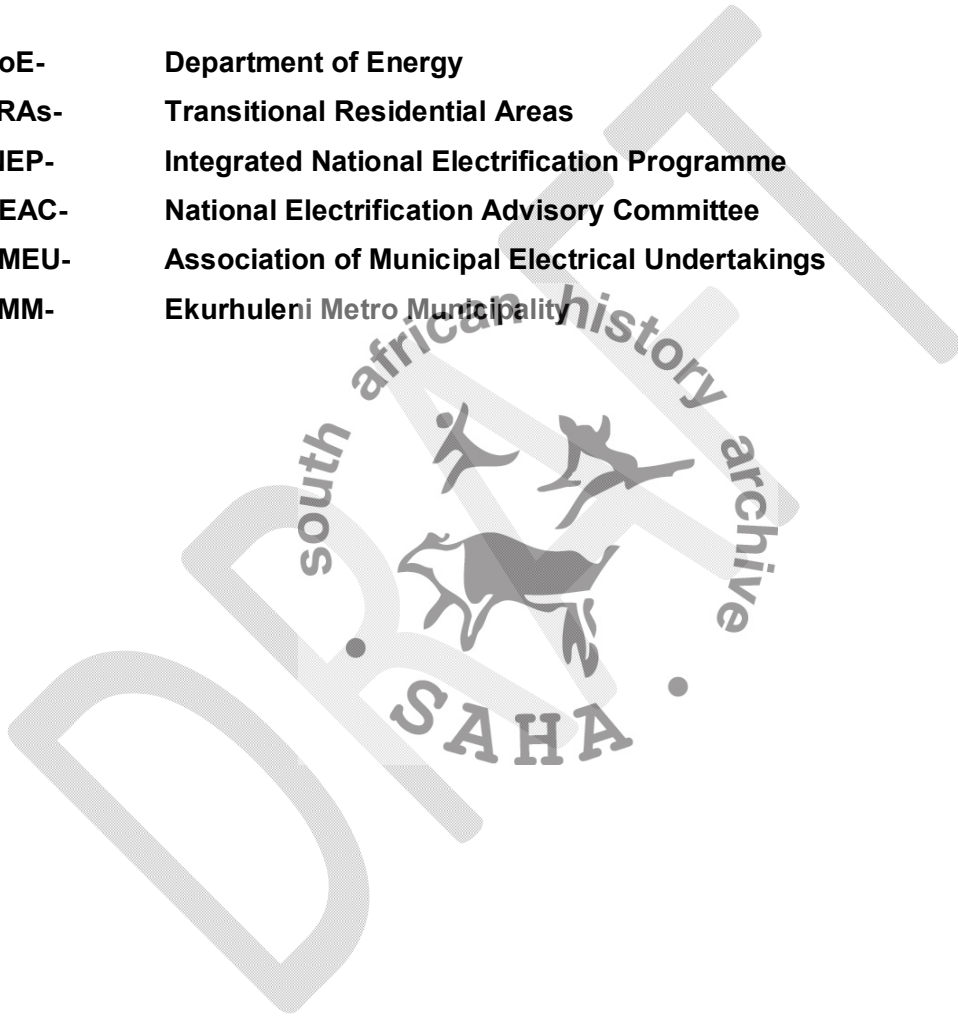 oE- Department of Energy
RAs- Transitional Residential Areas
NEP- Integrated National Electrification Programme
EAC- National Electrification Advisory Committee
MEU- Association of Municipal Electrical Undertakings
MM- Ekurhuleni Metro Municipality
south african history archive
SAHA
DRAFT